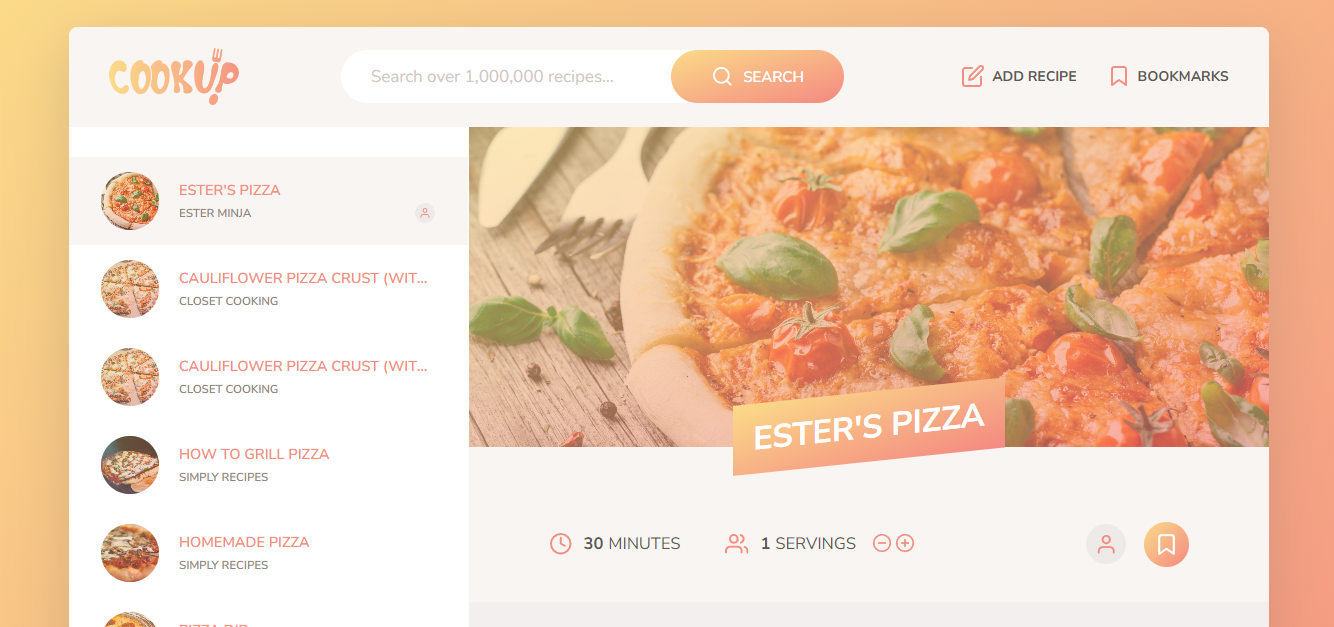 COOKUP
Search over 1,000,000 recipes...
SEARCH
ADD RECIPE
BOOKMARKS
ESTER'S PIZZA
ESTER MINJA
CAULIFLOWER PIZZA CRUST (WIT...
CLOSET COOKING
CAULIFLOWER PIZZA CRUST (WIT...
CLOSET COOKING
HOW TO GRILL PIZZA
SIMPLY RECIPES
HOMEMADE PIZZA
SIMPLY RECIPES
PIZZA DIP
ESTER'S PIZZA
30 MINUTES
1 SERVINGS